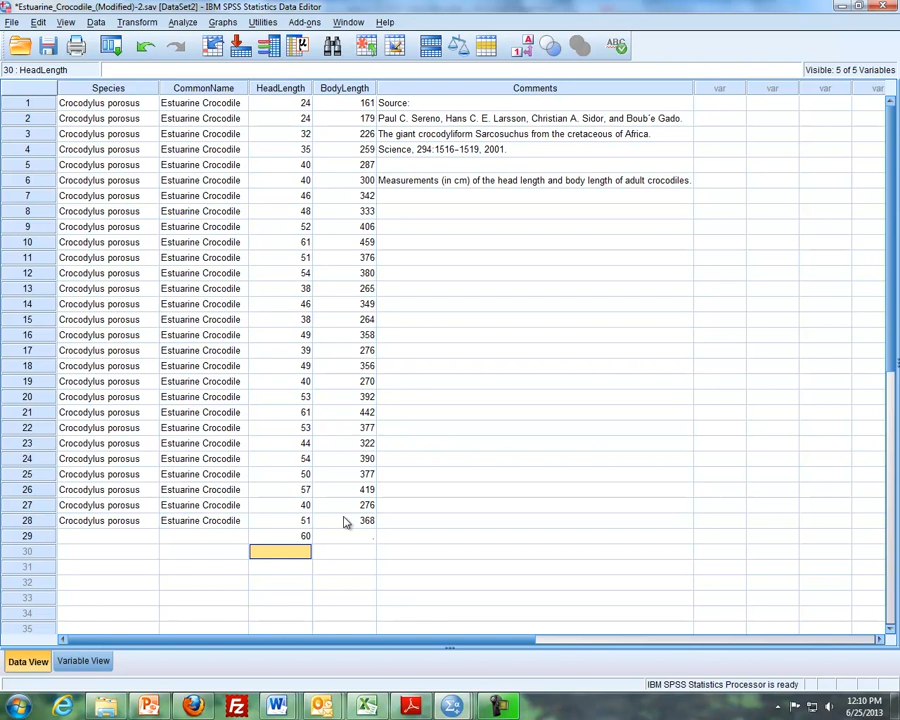 *Estuarine_Crocodile_(Modified)-2.sav [DataSet2] - IBM SPSS Statistics Data Editor
File Edit View Data Transform Analyze Graphs Utilities Add-ons Window Help
30 : HeadLength Visible: 5 of 5 Variables
Species CommonName HeadLength BodyLength Comments var var var var
1 Crocodylus porosus Estuarine Crocodile 24 161 Source:
2 Crocodylus porosus Estuarine Crocodile 24 179 Paul C. Sereno, Hans C. E. Larsson, Christian A. Sidor, and Boub´e Gado.
3 Crocodylus porosus Estuarine Crocodile 32 226 The giant crocodyliform Sarcosuchus from the cretaceous of Africa.
4 Crocodylus porosus Estuarine Crocodile 35 259 Science, 294:1516–1519, 2001.
5 Crocodylus porosus Estuarine Crocodile 40 287
6 Crocodylus porosus Estuarine Crocodile 40 300 Measurements (in cm) of the head length and body length of adult crocodiles.
7 Crocodylus porosus Estuarine Crocodile 46 342
8 Crocodylus porosus Estuarine Crocodile 48 333
9 Crocodylus porosus Estuarine Crocodile 52 406
10 Crocodylus porosus Estuarine Crocodile 61 459
11 Crocodylus porosus Estuarine Crocodile 51 376
12 Crocodylus porosus Estuarine Crocodile 54 380
13 Crocodylus porosus Estuarine Crocodile 38 265
14 Crocodylus porosus Estuarine Crocodile 46 349
15 Crocodylus porosus Estuarine Crocodile 38 264
16 Crocodylus porosus Estuarine Crocodile 49 358
17 Crocodylus porosus Estuarine Crocodile 39 276
18 Crocodylus porosus Estuarine Crocodile 49 356
19 Crocodylus porosus Estuarine Crocodile 40 270
20 Crocodylus porosus Estuarine Crocodile 53 392
21 Crocodylus porosus Estuarine Crocodile 61 442
22 Crocodylus porosus Estuarine Crocodile 53 377
23 Crocodylus porosus Estuarine Crocodile 44 322
24 Crocodylus porosus Estuarine Crocodile 54 390
25 Crocodylus porosus Estuarine Crocodile 50 377
26 Crocodylus porosus Estuarine Crocodile 57 419
27 Crocodylus porosus Estuarine Crocodile 40 276
28 Crocodylus porosus Estuarine Crocodile 51 368
29 60 .
30
31
32
33
34
35
Data View Variable View
IBM SPSS Statistics Processor is ready
12:10 PM
6/25/2013